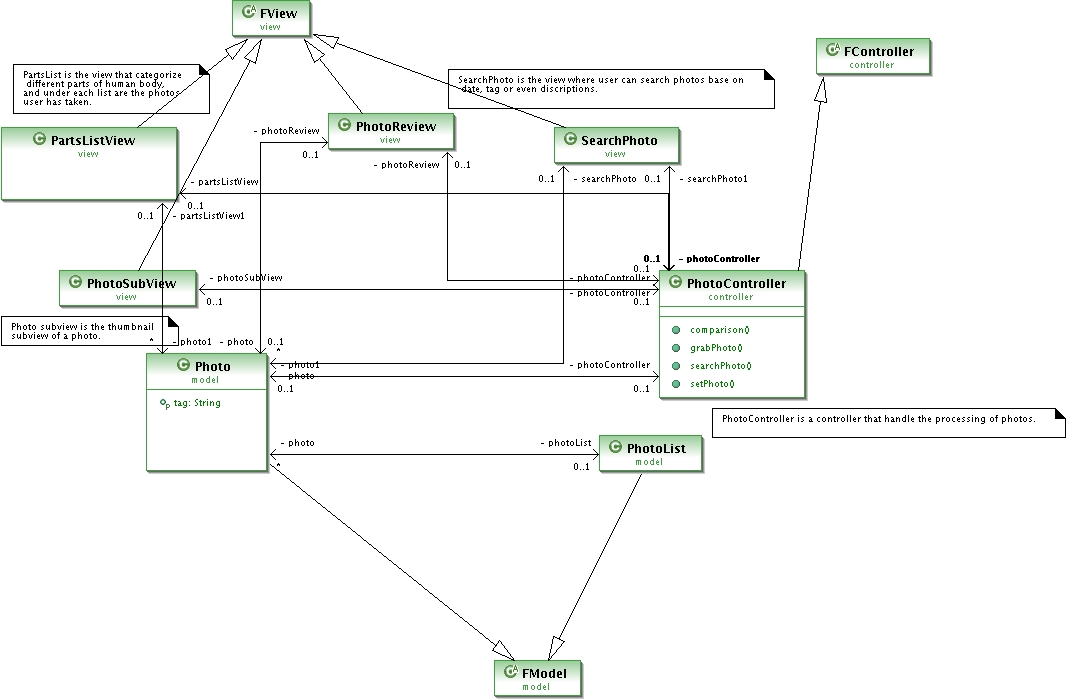 FView
view
FController
controller
PartsList is the view that categorize
different parts of human body,
and under each list are the photos
user has taken.
SearchPhoto is the view where user can search photos base on
date, tag or even discriptions.
PartsListView
view
PhotoReview
view
SearchPhoto
view
- photoReview
0..1
- photoReview
0..1
0..1
- searchPhoto
0..1
- searchPhoto1
- partsListView
0..1
0..1
- partsListView1
0..1
- photoController
0..1
PhotoSubView
view
- photoSubView
0..1
- photoController
- photoController
0..1
PhotoController
controller
comparison()
grabPhoto()
searchPhoto()
setPhoto()
Photo subview is the thumbnail
subview of a photo.
*
- photo1
- photo
0..1
*
- photo1
- photo
0..1
- photoController
0..1
Photo
model
tag: String
PhotoController is a controller that handle the processing of photos.
- photo
*
- photoList
0..1
PhotoList
model
FModel
model